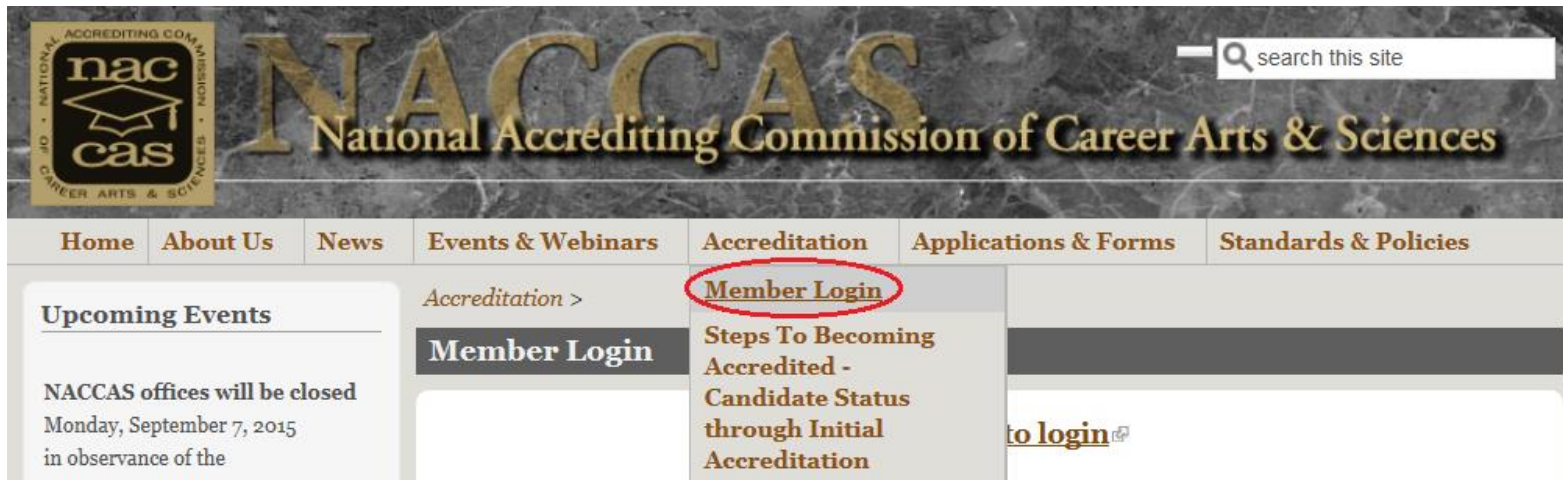 NATIONAL ACCREDITING COMMISSION OF CAREER ARTS & SCIENCES
nac
cas
NACCAS
National Accrediting Commission of Career Arts & Sciences
search this site
Home About Us News Events & Webinars Accreditation Applications & Forms Standards & Policies
Upcoming Events
NACCAS offices will be closed
Monday, September 7, 2015
in observance of the
Accreditation >
Member Login
Member Login
Steps To Becoming
Accredited -
Candidate Status
through Initial
Accreditation
to login